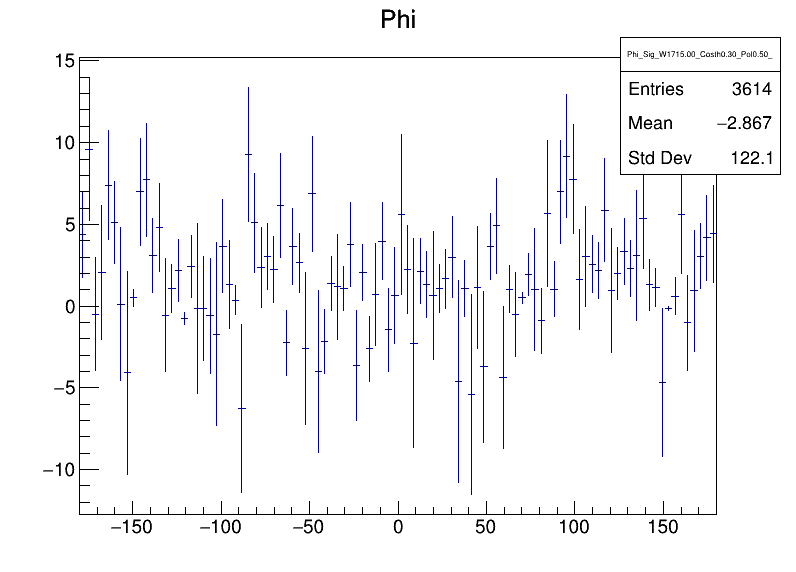 Phi
Phi_Sig_W1715.00_Costh0.30_Pol0.50_
Entries 3614
Mean −2.867
Std Dev 122.1
15
10
5
0
−5
−10
−150 −100 −50 0 50 100 150